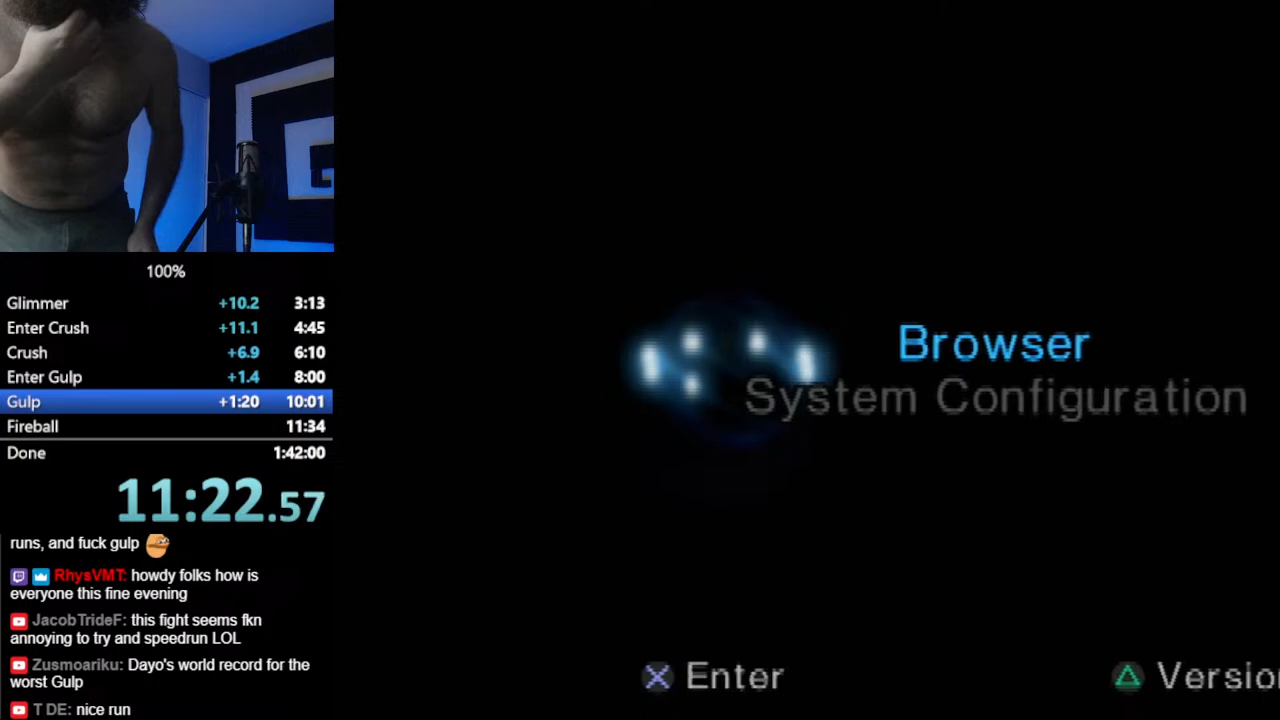 100%
Glimmer +10.2 3:13
Enter Crush +11.1 4:45
Crush +6.9 6:10
Enter Gulp +1.4 8:00
Gulp +1:20 10:01
Fireball 11:34
Done 1:42:00
11:22.57
runs, and fuck gulp
RhysVMT: howdy folks how is
everyone this fine evening
JacobTrideF: this fight seems fkn
annoying to try and speedrun LOL
Zusmoariku: Dayo's world record for the
worst Gulp
T DE: nice run
Browser
System Configuration
Enter
Versio